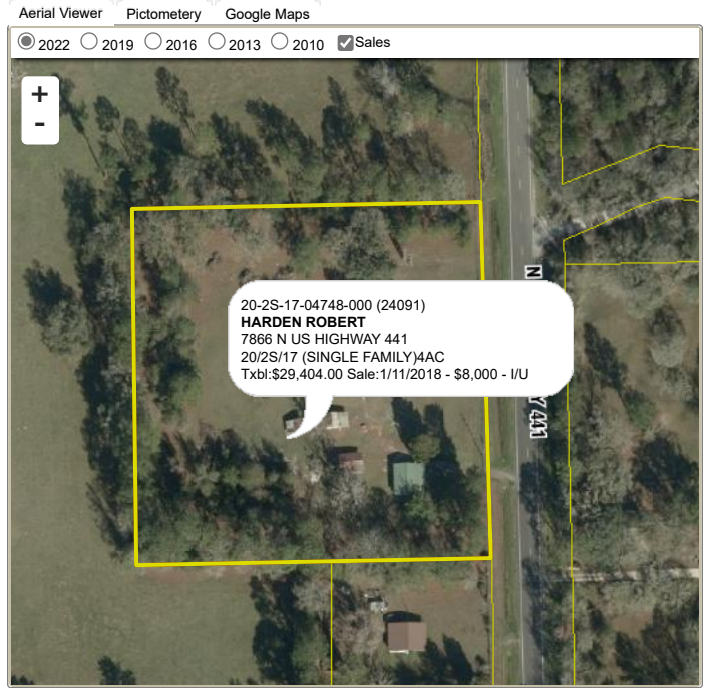 Aerial Viewer Pictometery Google Maps
2022 2019 2016 2013 2010 Sales
+
-
20-2S-17-04748-000 (24091)
HARDEN ROBERT
7866 N US HIGHWAY 441
20/2S/17 (SINGLE FAMILY)4AC
Txbl:$29,404.00 Sale:1/11/2018 - $8,000 - I/U
N
Y 441